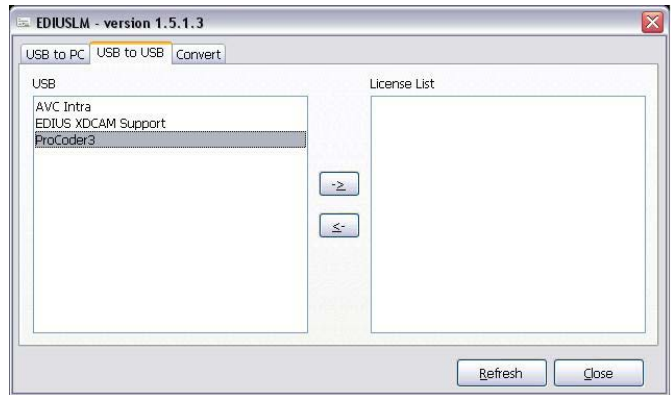 EDIUSLM - version 1.5.1.3
USB to PC USB to USB Convert
USB License List
AVC Intra
EDIUS XDCAM Support
ProCoder3
->
<-
Refresh Close